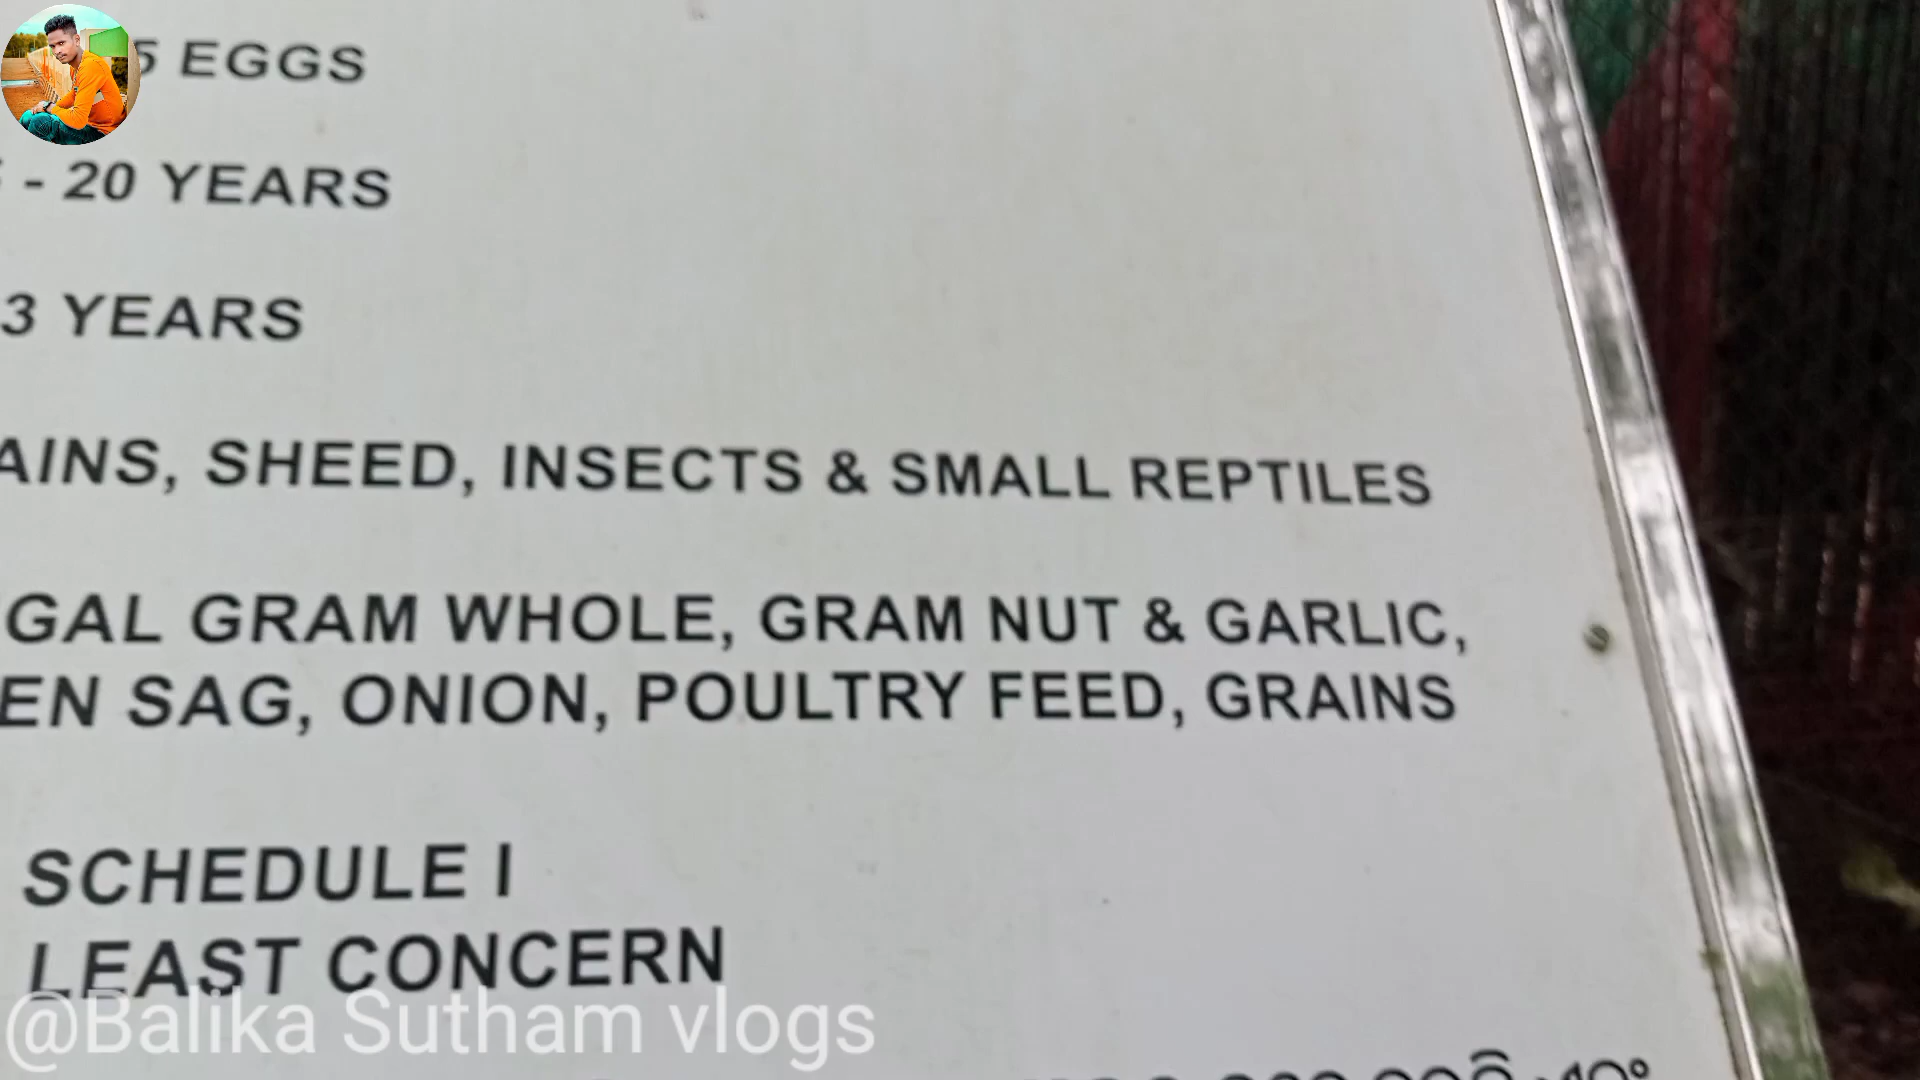 5 EGGS
- 20 YEARS
3 YEARS
AINS, SHEED, INSECTS & SMALL REPTILES
GAL GRAM WHOLE, GRAM NUT & GARLIC,
EN SAG, ONION, POULTRY FEED, GRAINS
SCHEDULE I
LEAST CONCERN
@Balika Sutham vlogs